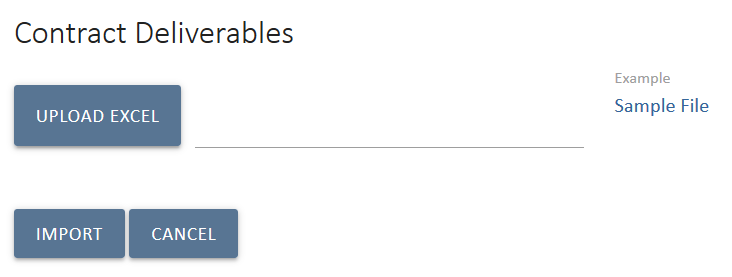 Contract Deliverables
Example
UPLOAD EXCEL
Sample File
IMPORT
CANCEL